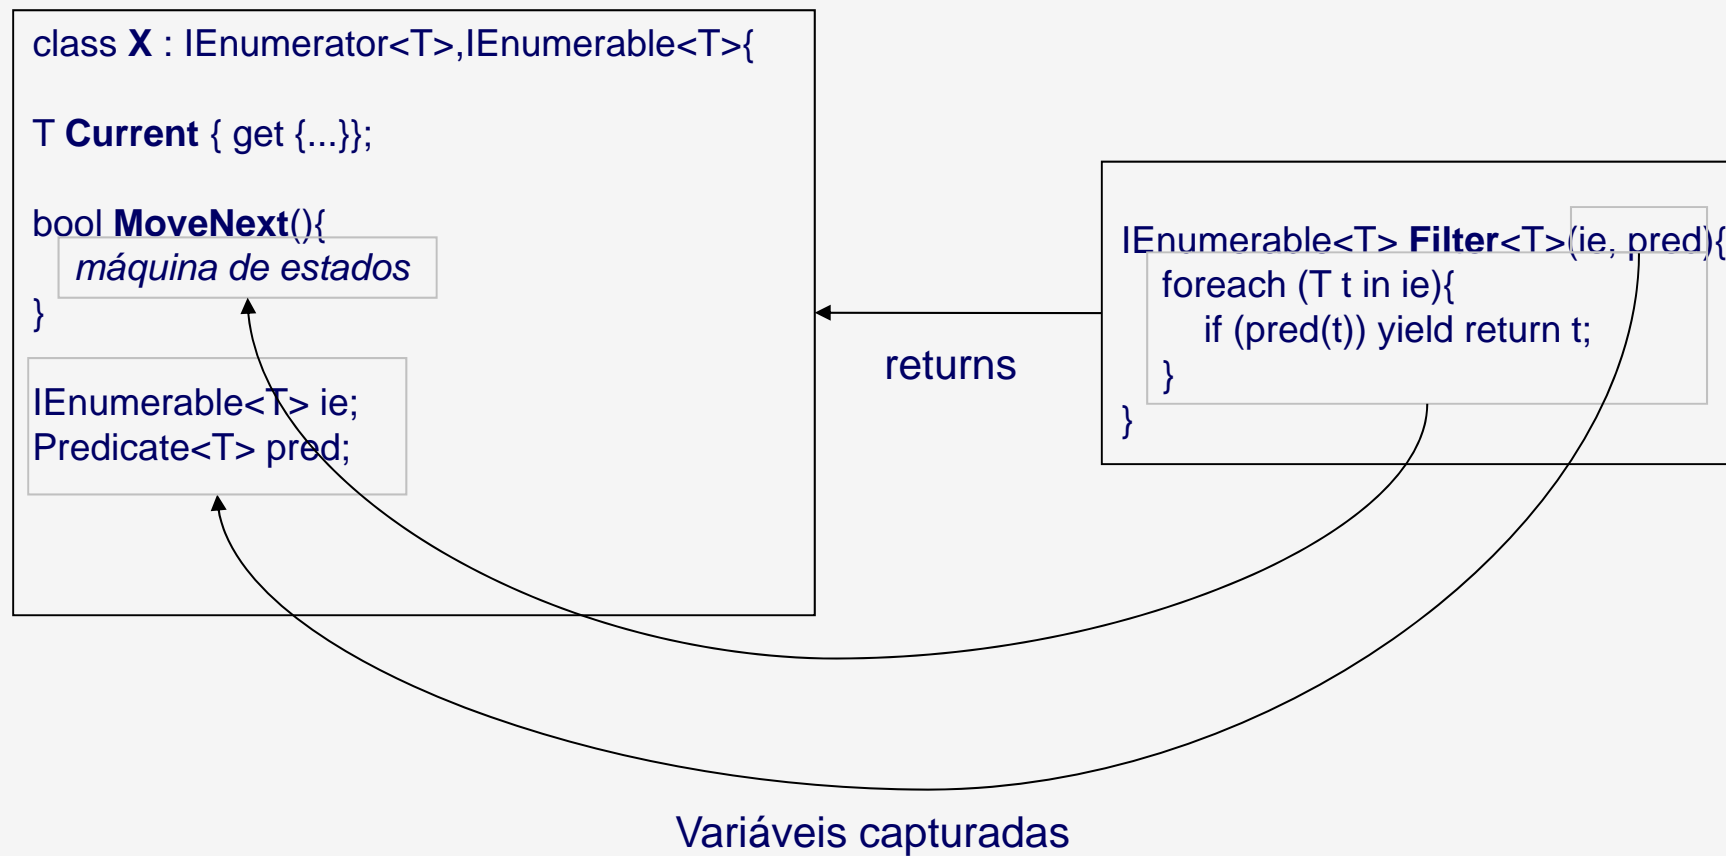 class X : IEnumerator<T>,IEnumerable<T>{
T Current { get {...}};
bool MoveNext(){
máquina de estados
}
IEnumerable<T> ie;
Predicate<T> pred;
returns
IEnumerable<T> Filter<T>(ie, pred){
foreach (T t in ie){
if (pred(t)) yield return t;
}
}
Variáveis capturadas